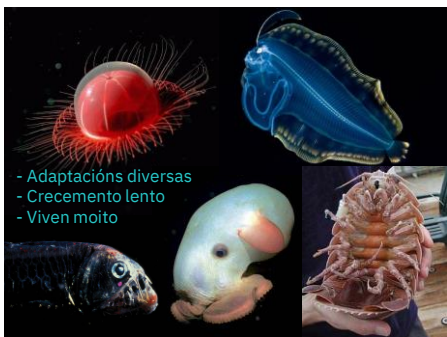 - Adaptacións diversas
- Crecemento lento
- Viven moito